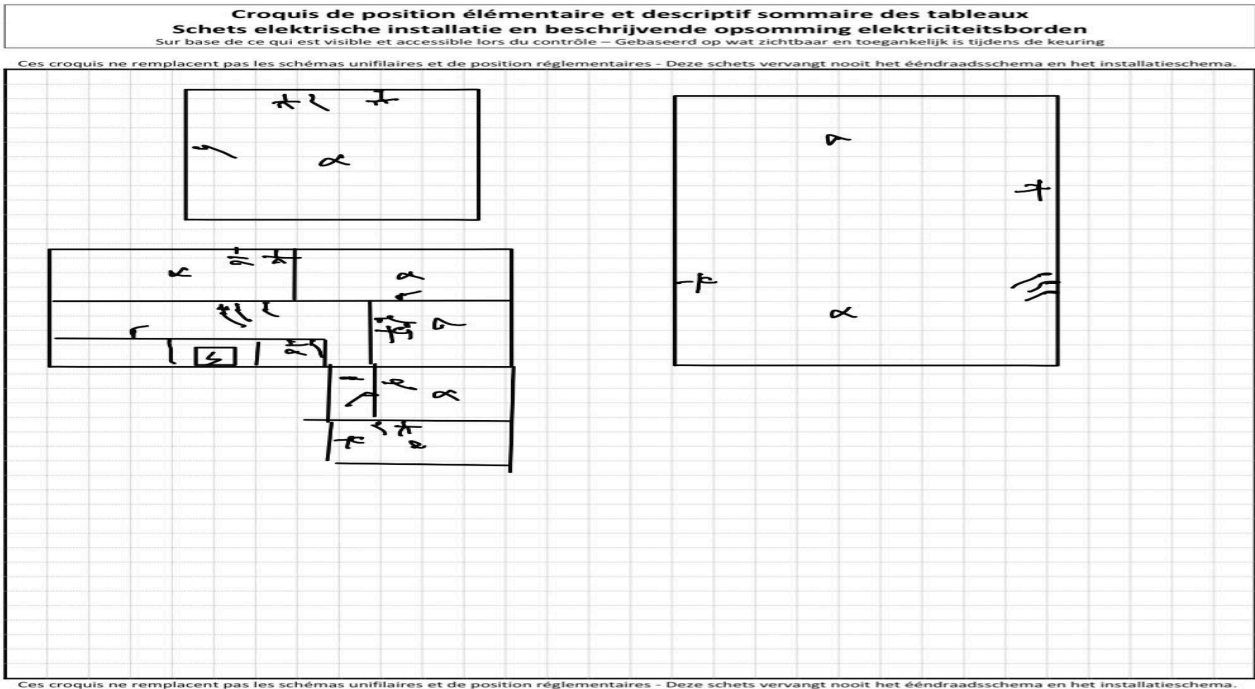 Croquis de position élémentaire et descriptif sommaire des tableaux
Schets elektrische installatie en beschrijvende opsomming elektriciteitsborden
Sur base de ce qui est visible et accessible lors du contrôle – Gebaseerd op wat zichtbaar en toegankelijk is tijdens de keuring
Ces croquis ne remplacent pas les schémas unifilaires et de position réglementaires - Deze schets vervangt nooit het ééndraadsschema en het installatieschema.
Ces croquis ne remplacent pas les schémas unifilaires et de position réglementaires - Deze schets vervangt nooit het ééndraadsschema en het installatieschema.